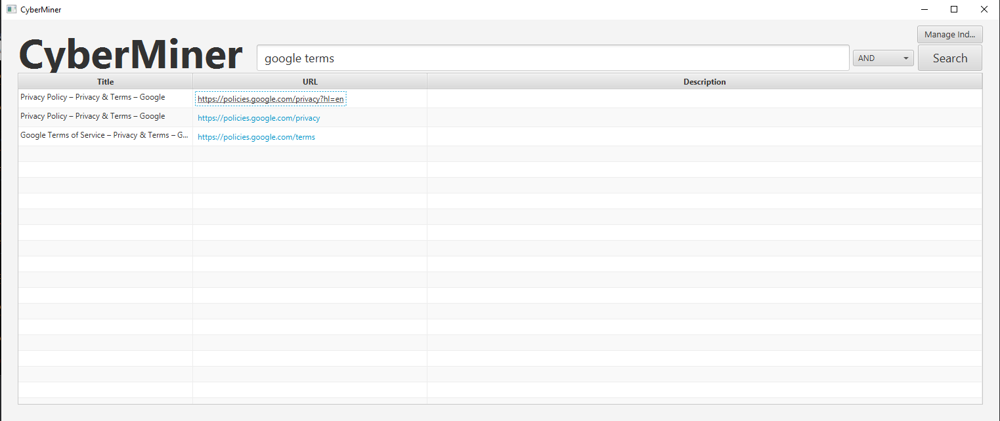 CyberMiner
Manage Ind...
CyberMiner
google terms
AND
Search
Title URL Description
Privacy Policy – Privacy & Terms – Google https://policies.google.com/privacy?hl=en
Privacy Policy – Privacy & Terms – Google https://policies.google.com/privacy
Google Terms of Service – Privacy & Terms – G... https://policies.google.com/terms